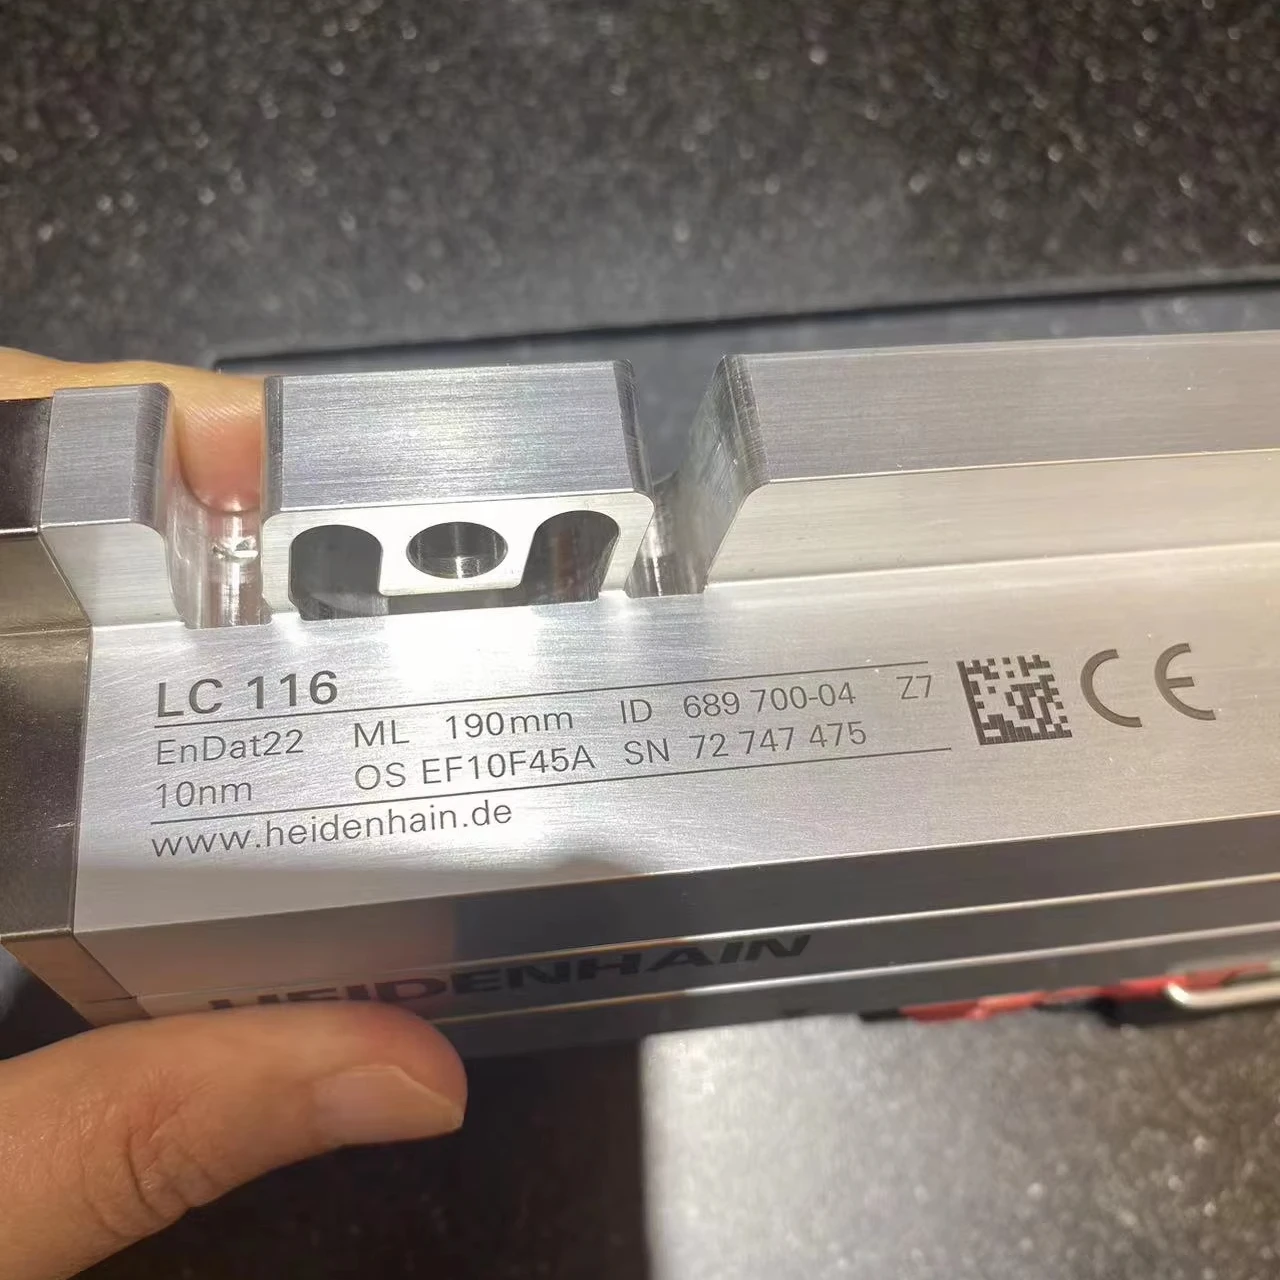 LC 116
EnDat22 ML 190mm ID 689 700-04 Z7
10nm OS EF10F45A SN 72 747 475
www.heidenhain.de
CE
HEIDENHAIN